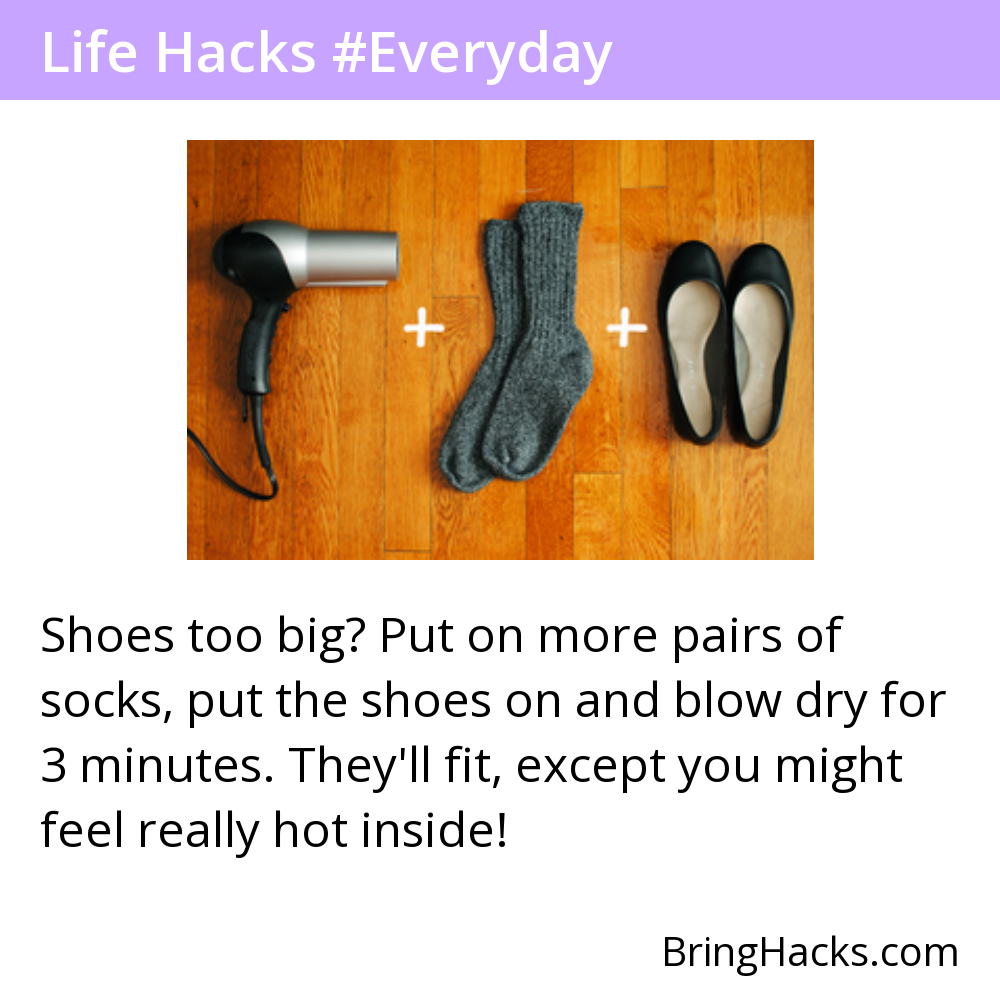 Life Hacks #Everyday
+ +
Shoes too big? Put on more pairs of
socks, put the shoes on and blow dry for
3 minutes. They'll fit, except you might
feel really hot inside!
BringHacks.com